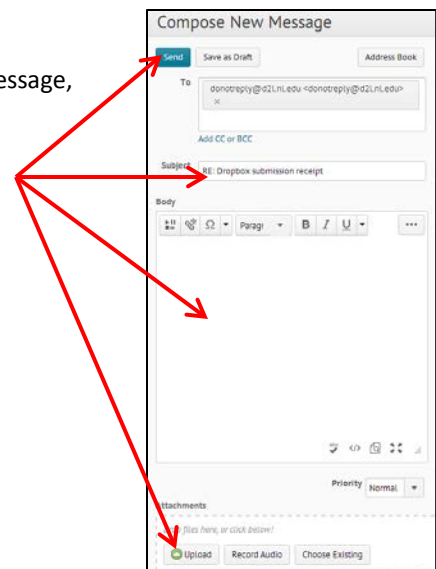 Compose New Message
Send Save as Draft Address Book
essage,
To donotreply@d2l.nl.edu <donotreply@d2l.nl.edu>
×
Add CC or BCC
Subject RE: Dropbox submission receipt
Body
Ω Paragr B I U ...
</>
Priority Normal
Attachments
files here, or click below!
Upload Record Audio Choose Existing